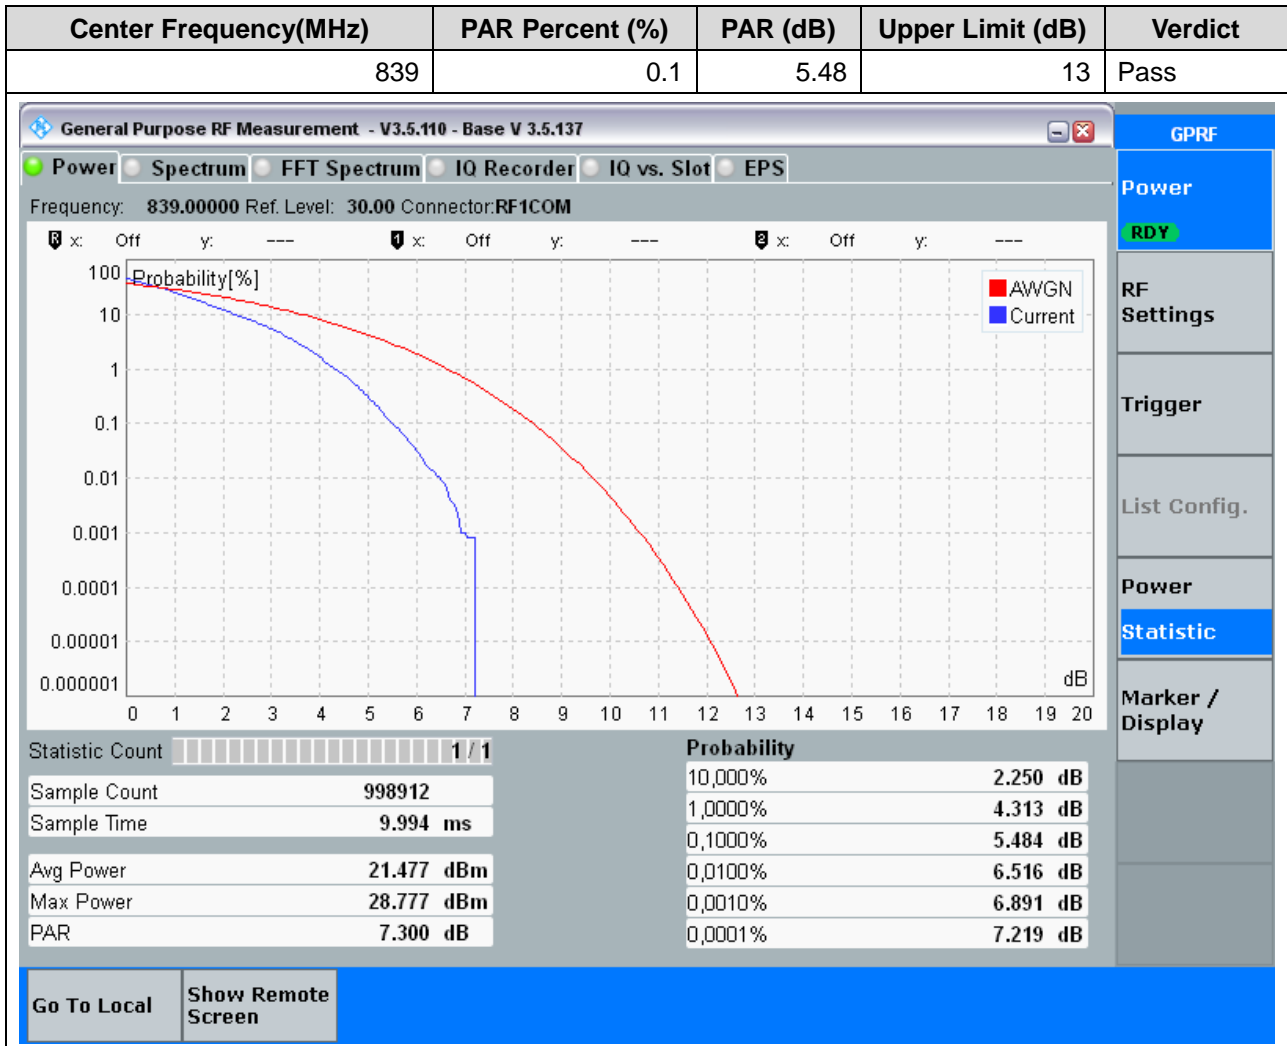 Center Frequency(MHz) PAR Percent (%) PAR (dB) Upper Limit (dB) Verdict
839 0.1 5.48 13 Pass
General Purpose RF Measurement - V3.5.110 - Base V 3.5.137
GPRF
Power Spectrum FFT Spectrum IQ Recorder IQ vs. Slot EPS
Power
RDY
Frequency: 839.00000 Ref. Level: 30.00 Connector:RF1COM
R x: Off y: --- 1 x: Off y: --- 2 x: Off y: ---
Probability[%]
AWGN
Current
100
10
1
0.1
0.01
0.001
0.0001
0.00001
0.000001
dB
0 1 2 3 4 5 6 7 8 9 10 11 12 13 14 15 16 17 18 19 20
RF
Settings
Trigger
List Config.
Power
Statistic
Marker /
Display
Statistic Count 1 / 1
Sample Count 998912
Sample Time 9.994 ms
Avg Power 21.477 dBm
Max Power 28.777 dBm
PAR 7.300 dB
Probability
10,000% 2.250 dB
1,0000% 4.313 dB
0,1000% 5.484 dB
0,0100% 6.516 dB
0,0010% 6.891 dB
0,0001% 7.219 dB
Go To Local
Show Remote
Screen